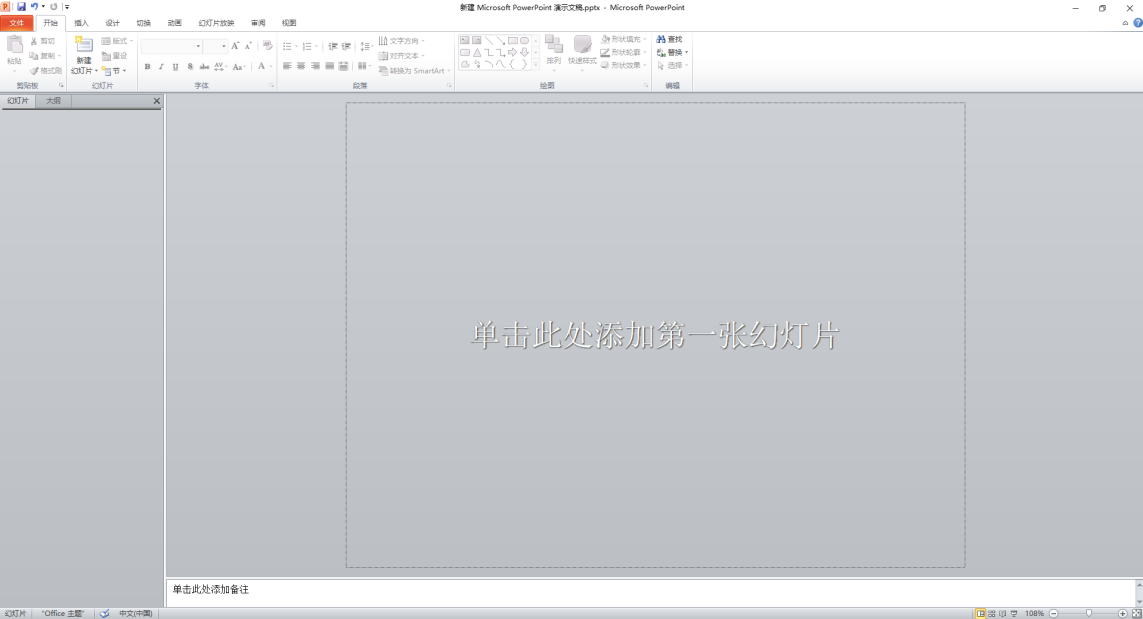 新建 Microsoft PowerPoint 演示文稿.pptx - Microsoft PowerPoint
文件 开始 插入 设计 切换 动画 幻灯片放映 审阅 视图
粘贴 剪切 复制 格式刷
剪贴板
新建 幻灯片 版式 重设 节
幻灯片
B I U S abc AV Aa A
字体
文字方向 对齐文本 转换为 SmartArt
段落
排列 快速样式 形状填充 形状轮廓 形状效果
绘图
查找 替换 选择
编辑
幻灯片 大纲
单击此处添加第一张幻灯片
单击此处添加备注
幻灯片 "Office 主题" 中文(中国) 108%